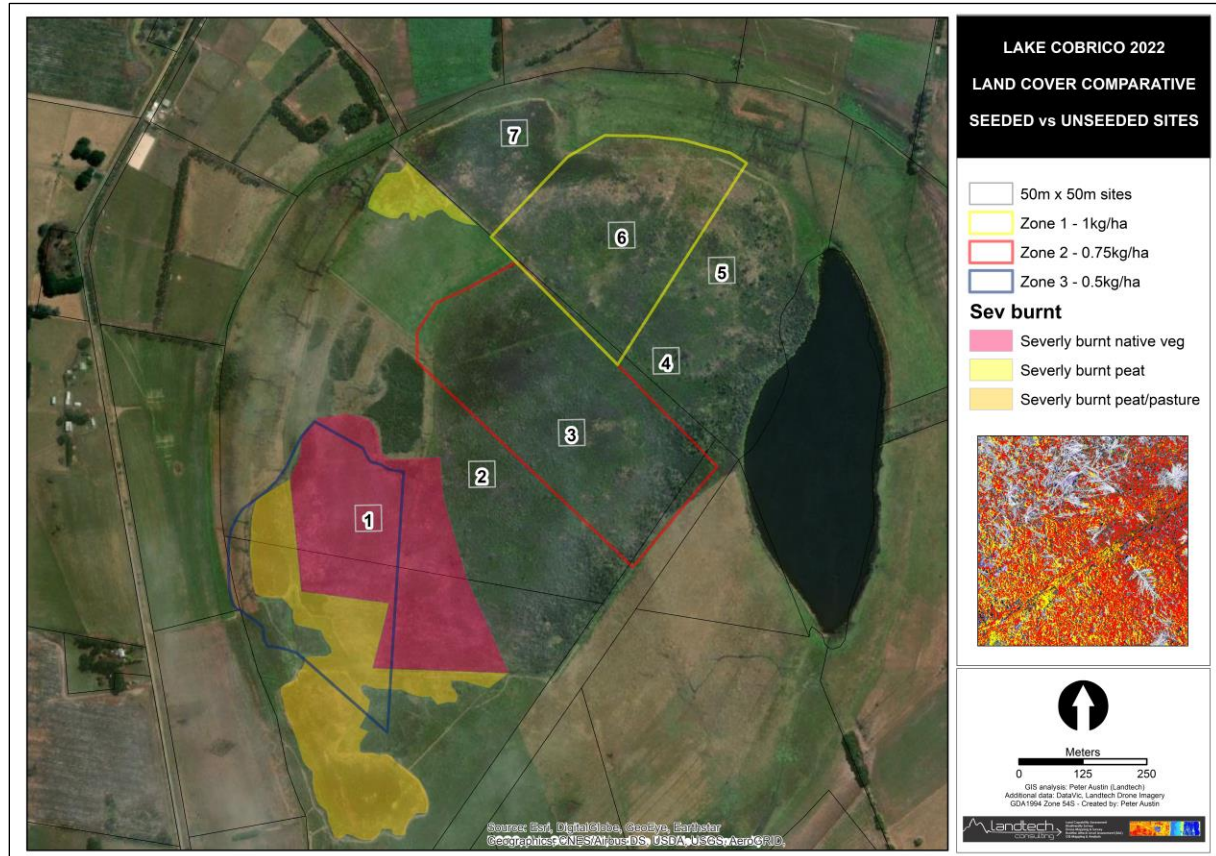 LAKE COBRICO 2022
LAND COVER COMPARATIVE
SEEDED vs UNSEEDED SITES
50m x 50m sites
Zone 1 - 1kg/ha
Zone 2 - 0.75kg/ha
Zone 3 - 0.5kg/ha
Sev burnt
Severly burnt native veg
Severly burnt peat
Severly burnt peat/pasture
7
6
5
4
3
2
1
Meters
0 125 250
GIS analysis: Peter Austin (Landtech)
Additional data: DataVic, Landtech Drone Imagery
GDA1994 Zone 54S - Created by: Peter Austin
landtech
consulting
Source: Esri, DigitalGlobe, GeoEye, Earthstar
Geographics, CNES/Airbus DS, USDA, USGS, AeroGRID,